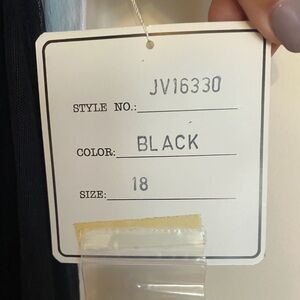 JV16330
STYLE NO.:
COLOR: BLACK
SIZE: 18